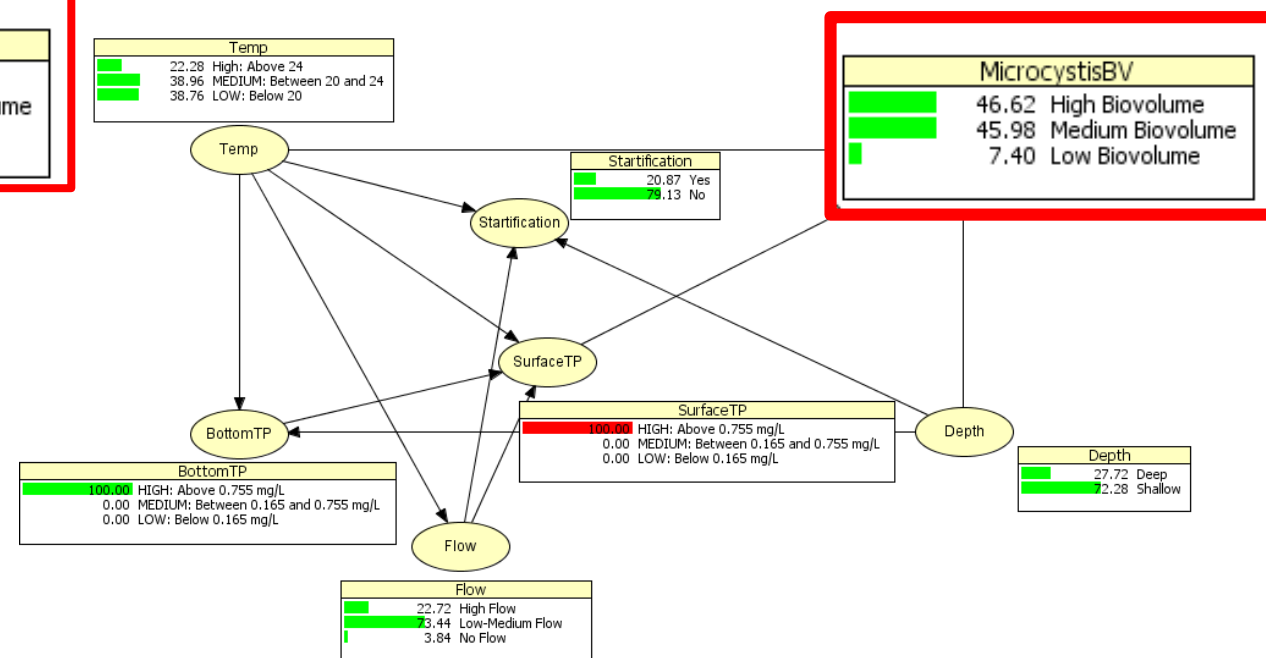 ume
Temp
22.28 High: Above 24
38.96 MEDIUM: Between 20 and 24
38.76 LOW: Below 20
MicrocystisBV
46.62 High Biovolume
45.98 Medium Biovolume
7.40 Low Biovolume
Temp
Startification
20.87 Yes
79.13 No
Startification
SurfaceTP
SurfaceTP
100.00 HIGH: Above 0.755 mg/L
0.00 MEDIUM: Between 0.165 and 0.755 mg/L
0.00 LOW: Below 0.165 mg/L
BottomTP
Depth
BottomTP
100.00 HIGH: Above 0.755 mg/L
0.00 MEDIUM: Between 0.165 and 0.755 mg/L
0.00 LOW: Below 0.165 mg/L
Depth
27.72 Deep
72.28 Shallow
Flow
Flow
22.72 High Flow
73.44 Low-Medium Flow
3.84 No Flow